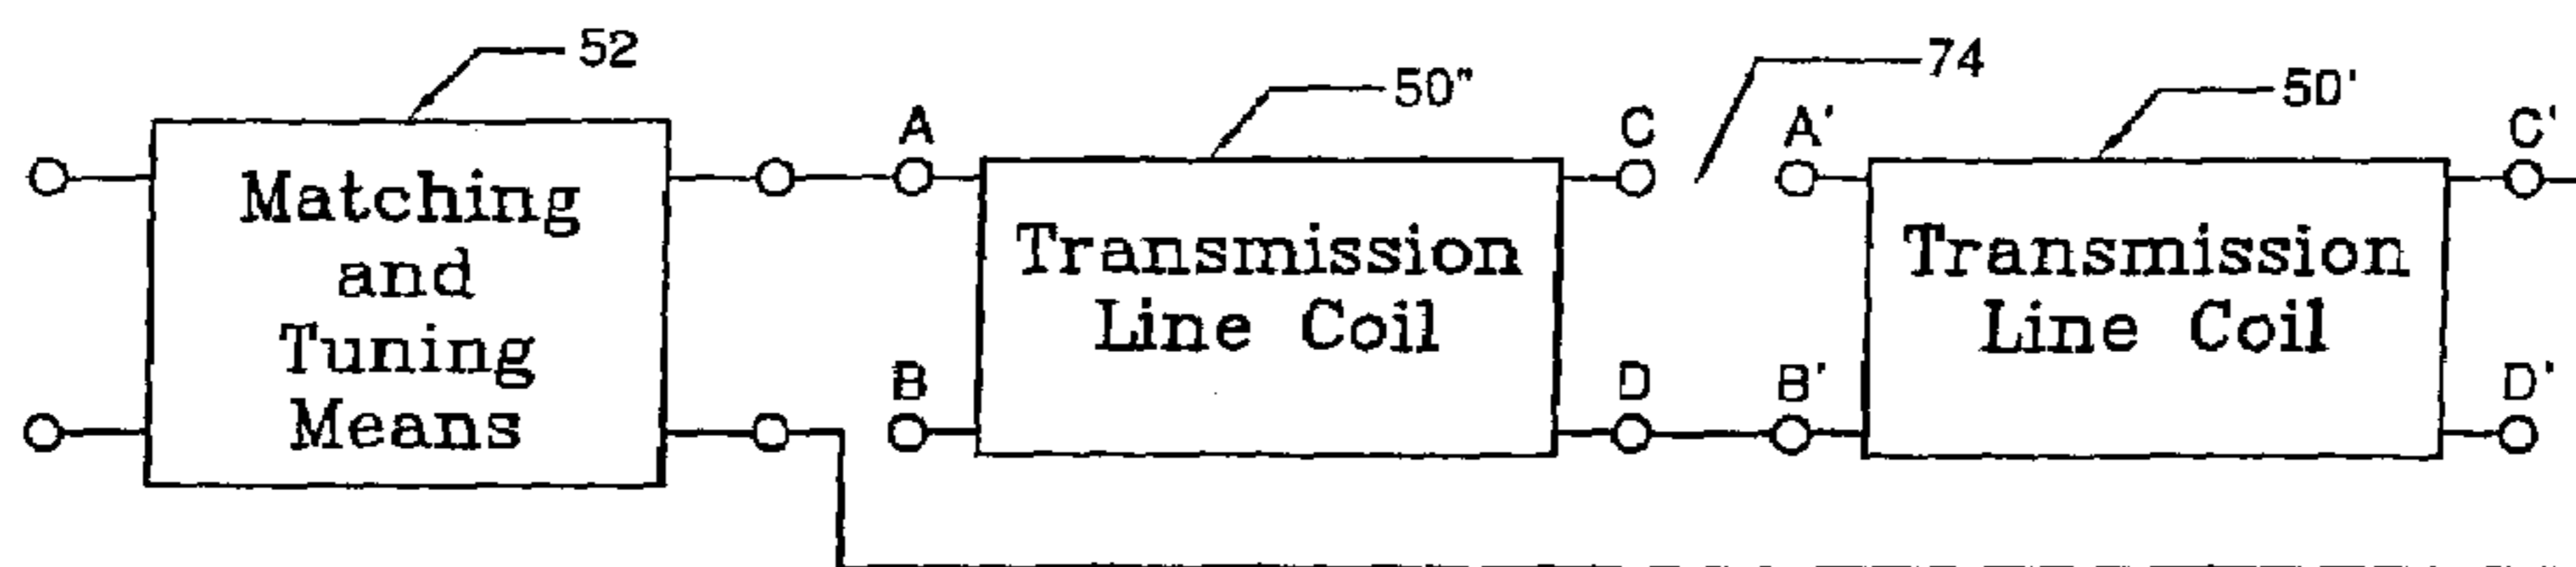 52
50"
74
50'
A
C
A'
C'
Matching
and
Tuning
Means
Transmission
Line Coil
Transmission
Line Coil
B
D
B'
D'